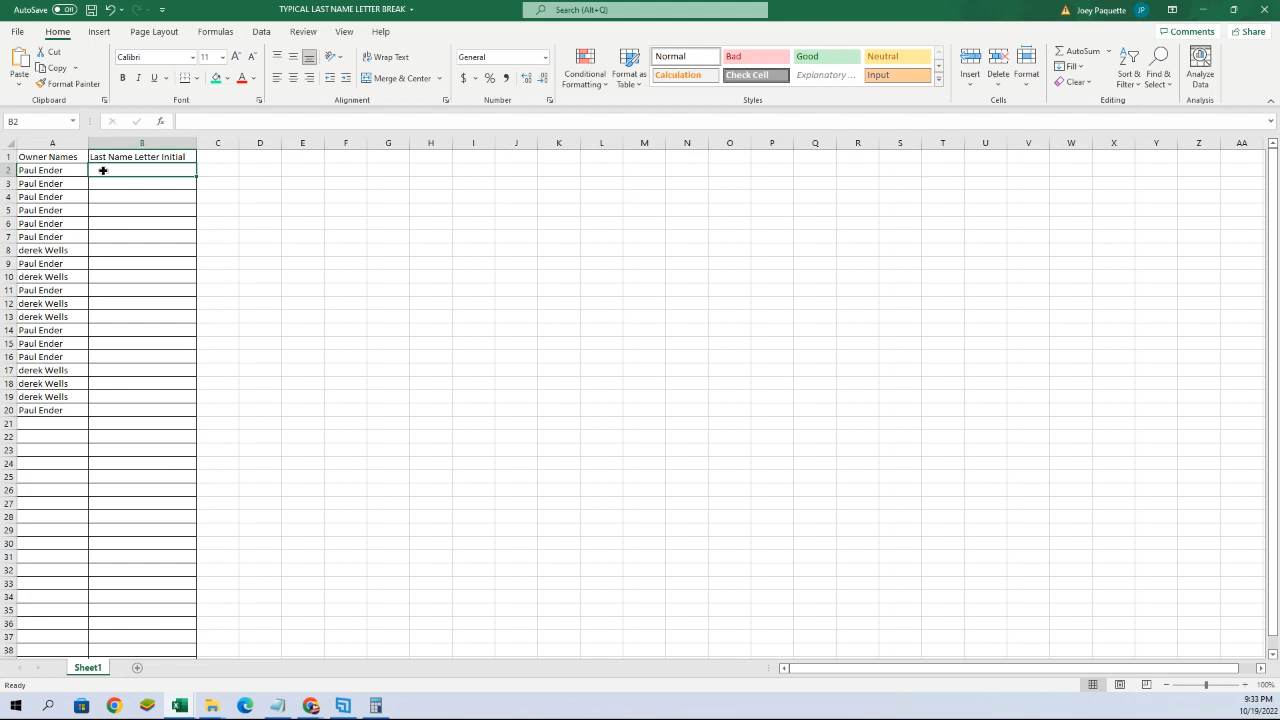 AutoSave Off TYPICAL LAST NAME LETTER BREAK Search (Alt+Q) Joey Paquette JP
File Home Insert Page Layout Formulas Data Review View Help Comments Share
Paste Cut Copy Format Painter Clipboard
Calibri 11 B I U Font
Wrap Text Merge & Center Alignment
General $ % Number
Conditional Formatting Format as Table Normal Bad Good Neutral Calculation Check Cell Explanatory ... Input Styles
Insert Delete Format Cells
AutoSum Fill Clear Sort & Filter Find & Select Editing
Analyze Data Analysis
B2 fx
A B C D E F G H I J K L M N O P Q R S T U V W X Y Z AA
1 Owner Names Last Name Letter Initial
2 Paul Ender
3 Paul Ender
4 Paul Ender
5 Paul Ender
6 Paul Ender
7 Paul Ender
8 derek Wells
9 Paul Ender
10 derek Wells
11 Paul Ender
12 derek Wells
13 derek Wells
14 Paul Ender
15 Paul Ender
16 Paul Ender
17 derek Wells
18 derek Wells
19 derek Wells
20 Paul Ender
21
22
23
24
25
26
27
28
29
30
31
32
33
34
35
36
37
38
Sheet1
Ready 100%
9:33 PM
10/19/2022